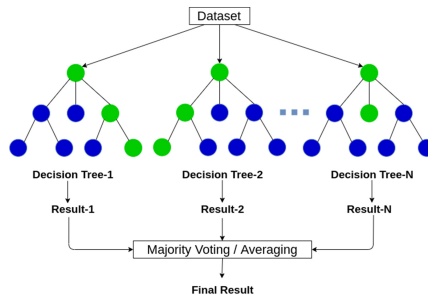 Dataset
Decision Tree-1 Decision Tree-2 Decision Tree-N
Result-1 Result-2 Result-N
Majority Voting / Averaging
Final Result